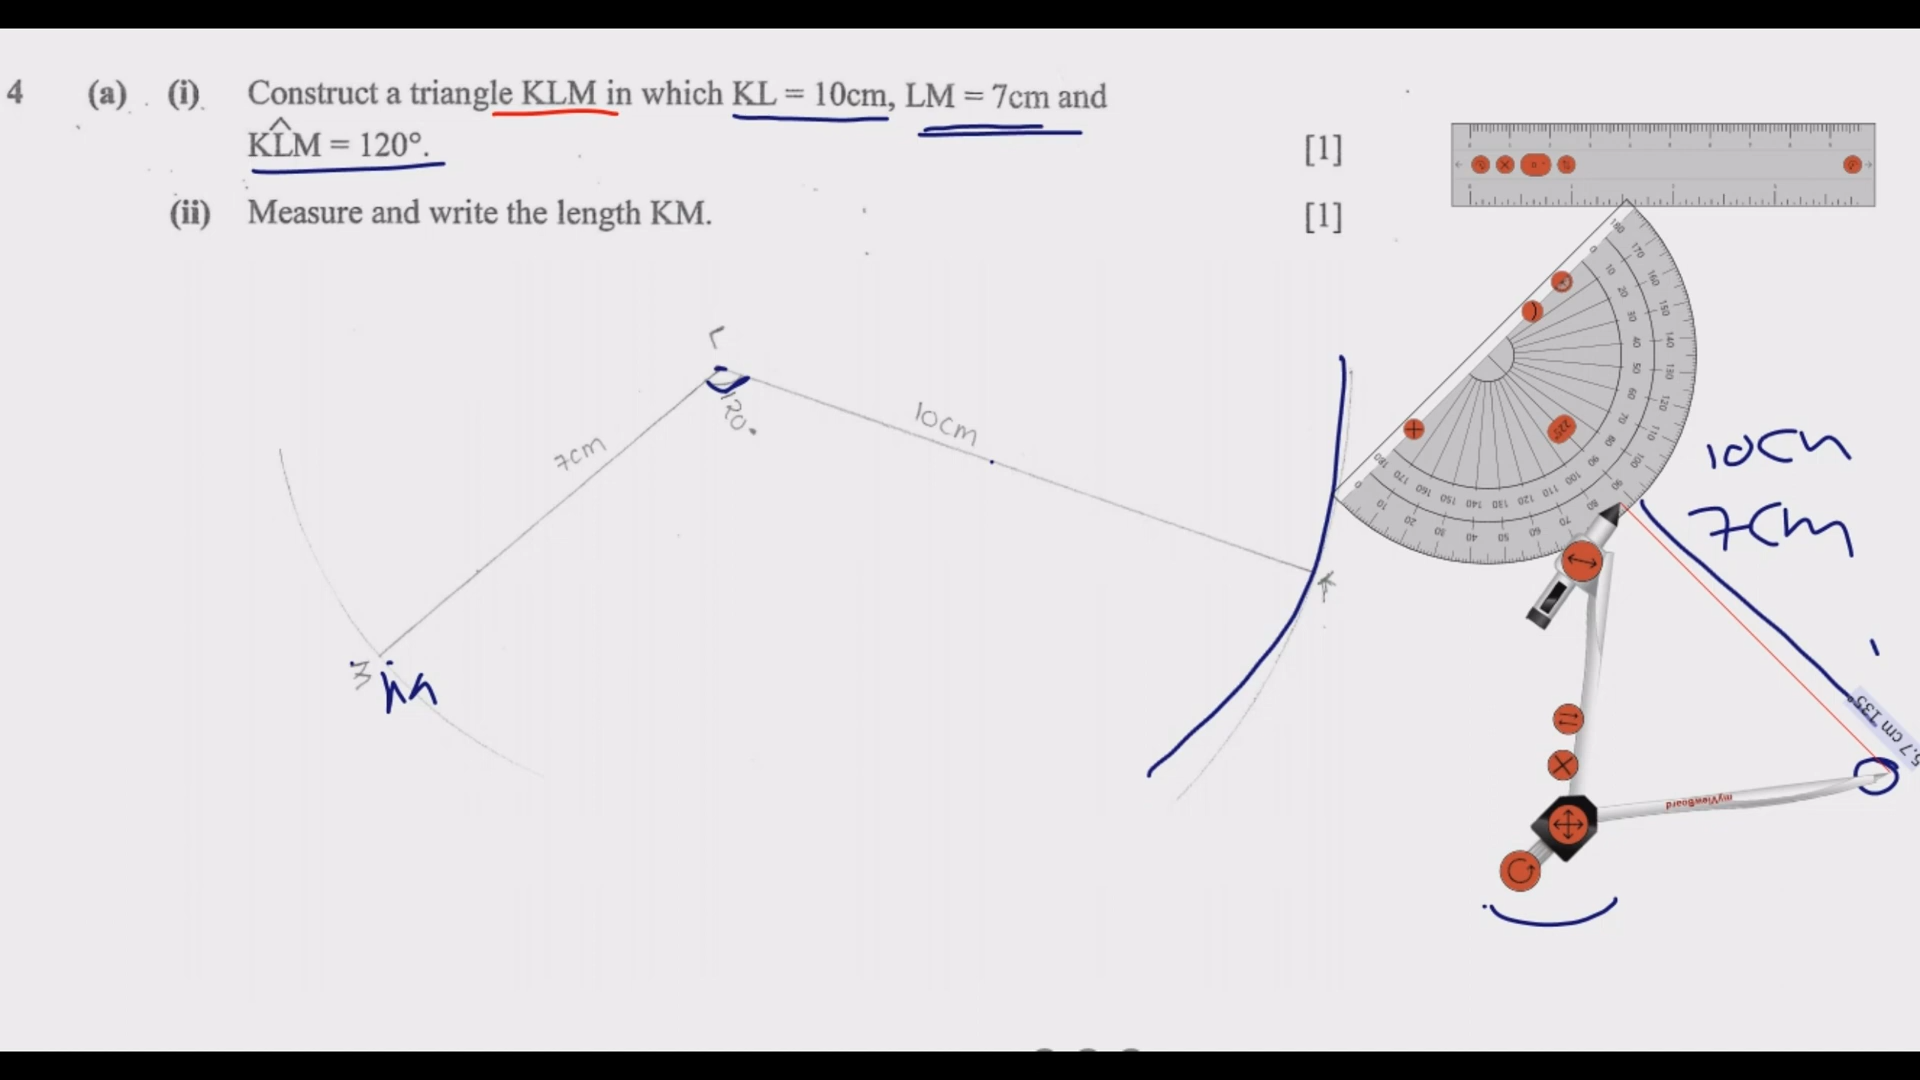 4 (a) (i) Construct a triangle KLM in which KL = 10cm, LM = 7cm and
KL̂M = 120°. [1]
(ii) Measure and write the length KM. [1]
L
120°
7cm
10cm
K
10cm
7cm
5.7 cm 135°
225°
myViewBoard